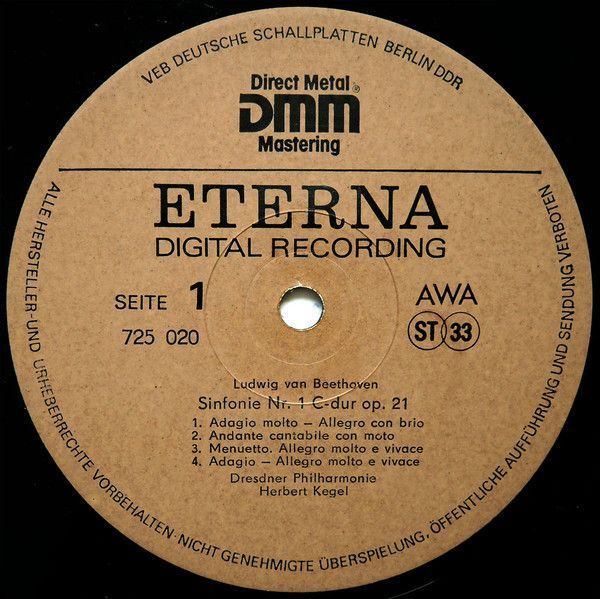 VEB DEUTSCHE SCHALLPLATTEN BERLIN DDR
Direct Metal®
DMM
Mastering
ETERNA
DIGITAL RECORDING
SEITE 1
AWA
725 020
ST 33
Ludwig van Beethoven
Sinfonie Nr. 1 C-dur op. 21
1. Adagio molto – Allegro con brio
2. Andante cantabile con moto
3. Menuetto. Allegro molto e vivace
4. Adagio – Allegro molto e vivace
Dresdner Philharmonie
Herbert Kegel
ALLE HERSTELLER- UND URHEBERRECHTE VORBEHALTEN · NICHT GENEHMIGTE ÜBERSPIELUNG, ÖFFENTLICHE AUFFÜHRUNG UND SENDUNG VERBOTEN